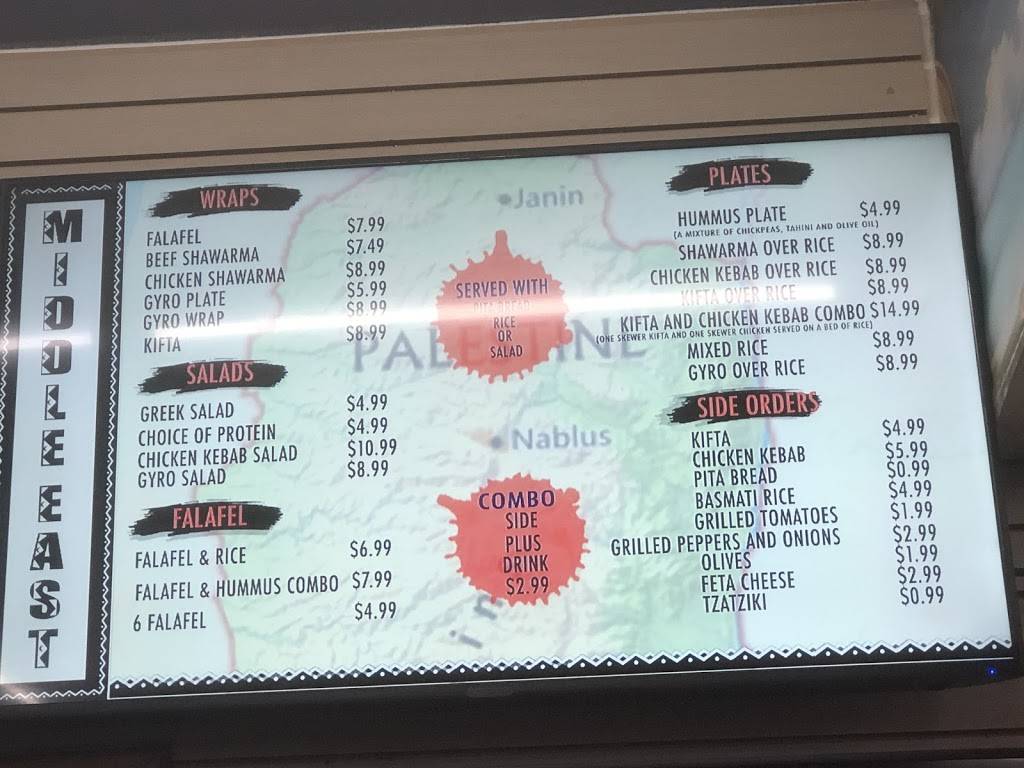 MIDDLE EAST
WRAPS
FALAFEL $7.99
BEEF SHAWARMA $7.49
CHICKEN SHAWARMA $8.99
GYRO PLATE $5.99
GYRO WRAP $8.99
KIFTA $8.99
SALADS
GREEK SALAD $4.99
CHOICE OF PROTEIN $4.99
CHICKEN KEBAB SALAD $10.99
GYRO SALAD $8.99
FALAFEL
FALAFEL & RICE $6.99
FALAFEL & HUMMUS COMBO $7.99
6 FALAFEL $4.99
Janin
SERVED WITH
PITA BREAD
RICE
OR
SALAD
PALESTINE
Nablus
COMBO
SIDE
PLUS
DRINK
$2.99
PLATES
HUMMUS PLATE $4.99
(A MIXTURE OF CHICKPEAS, TAHINI AND OLIVE OIL)
SHAWARMA OVER RICE $8.99
CHICKEN KEBAB OVER RICE $8.99
KIFTA OVER RICE $8.99
KIFTA AND CHICKEN KEBAB COMBO $14.99
(ONE SKEWER KIFTA AND ONE SKEWER CHICKEN SERVED ON A BED OF RICE)
MIXED RICE $8.99
GYRO OVER RICE $8.99
SIDE ORDERS
KIFTA $4.99
CHICKEN KEBAB $5.99
PITA BREAD $0.99
BASMATI RICE $4.99
GRILLED TOMATOES $1.99
GRILLED PEPPERS AND ONIONS $2.99
OLIVES $1.99
FETA CHEESE $2.99
TZATZIKI $0.99